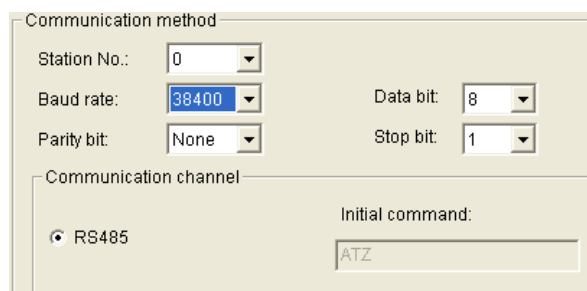 Communication method
Station No.: 0
Baud rate: 38400 Data bit: 8
Parity bit: None Stop bit: 1
Communication channel
Initial command:
RS485
ATZ